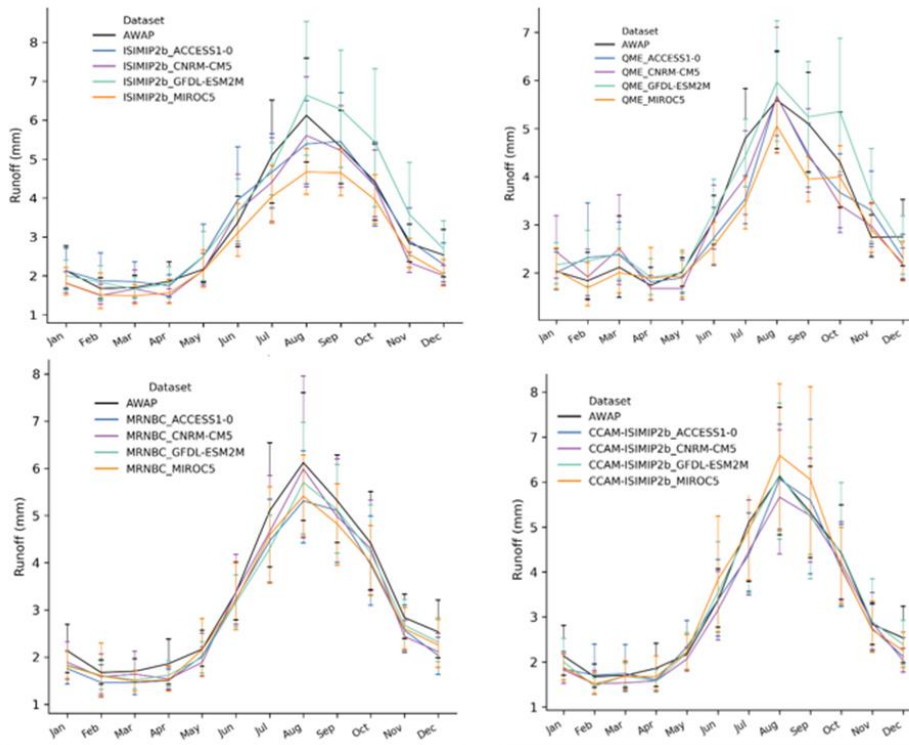 Dataset
AWAP
ISIMIP2b_ACCESS1-0
ISIMIP2b_CNRM-CM5
ISIMIP2b_GFDL-ESM2M
ISIMIP2b_MIROC5
8
7
6
5
4
3
2
1
Runoff (mm)
Jan
Feb
Mar
Apr
May
Jun
Jul
Aug
Sep
Oct
Nov
Dec
Dataset
AWAP
QME_ACCESS1-0
QME_CNRM-CM5
QME_GFDL-ESM2M
QME_MIROC5
7
6
5
4
3
2
Runoff (mm)
Jan
Feb
Mar
Apr
May
Jun
Jul
Aug
Sep
Oct
Nov
Dec
Dataset
AWAP
MRNBC_ACCESS1-0
MRNBC_CNRM-CM5
MRNBC_GFDL-ESM2M
MRNBC_MIROC5
8
7
6
5
4
3
2
1
Runoff (mm)
Jan
Feb
Mar
Apr
May
Jun
Jul
Aug
Sep
Oct
Nov
Dec
Dataset
AWAP
CCAM-ISIMIP2b_ACCESS1-0
CCAM-ISIMIP2b_CNRM-CM5
CCAM-ISIMIP2b_GFDL-ESM2M
CCAM-ISIMIP2b_MIROC5
8
7
6
5
4
3
2
1
Runoff (mm)
Jan
Feb
Mar
Apr
May
Jun
Jul
Aug
Sep
Oct
Nov
Dec